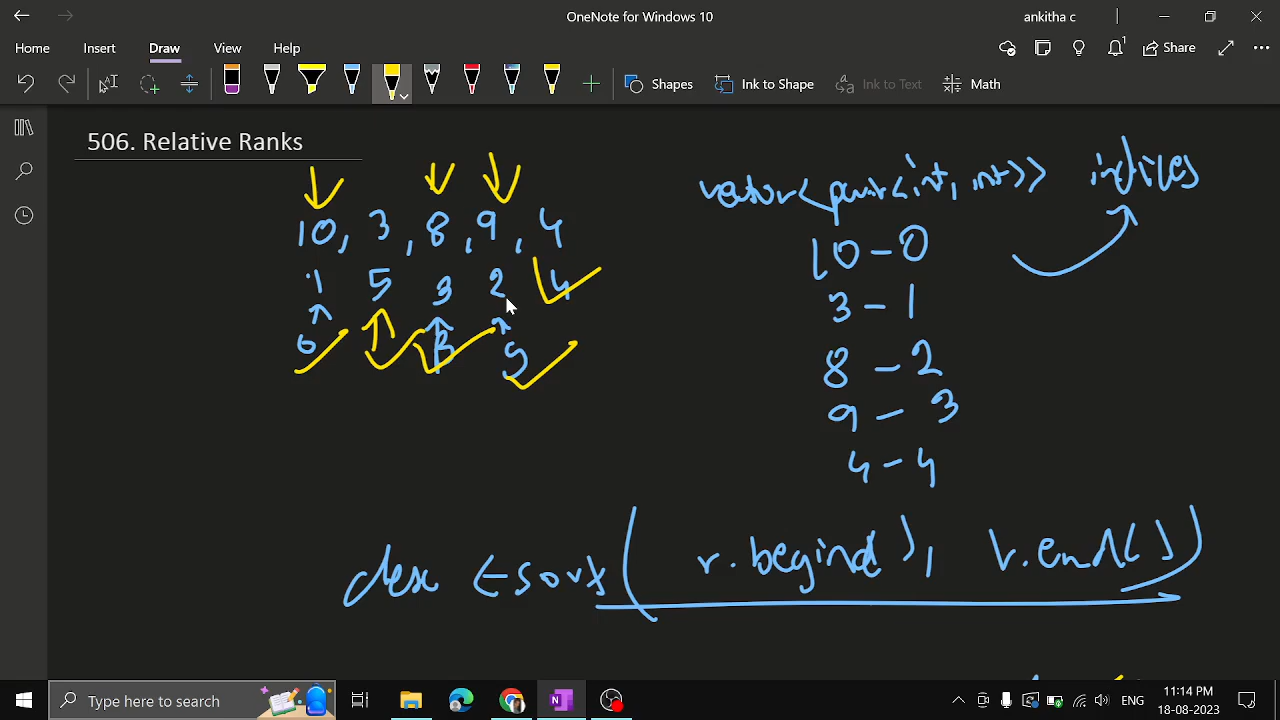 OneNote for Windows 10
ankitha c
Home Insert Draw View Help
Share
Shapes Ink to Shape Ink to Text Math
506. Relative Ranks
10, 3, 8, 9, 4
1 5 3 2 4
G B S
vector<pair<int, int>> indices
10 - 0
3 - 1
8 - 2
9 - 3
4 - 4
desc ← sort( r.begin(), r.end() )
Type here to search
ENG
11:14 PM
18-08-2023